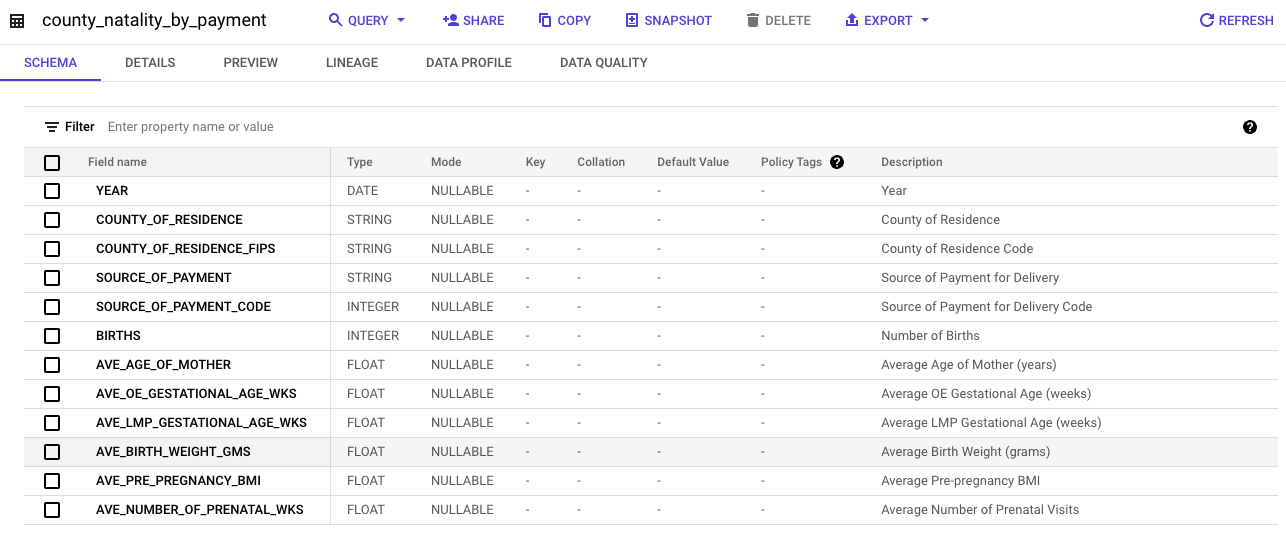 county_natality_by_payment QUERY SHARE COPY SNAPSHOT DELETE EXPORT REFRESH
SCHEMA DETAILS PREVIEW LINEAGE DATA PROFILE DATA QUALITY
Filter Enter property name or value ?
Field name Type Mode Key Collation Default Value Policy Tags ? Description
YEAR DATE NULLABLE - - - - Year
COUNTY_OF_RESIDENCE STRING NULLABLE - - - - County of Residence
COUNTY_OF_RESIDENCE_FIPS STRING NULLABLE - - - - County of Residence Code
SOURCE_OF_PAYMENT STRING NULLABLE - - - - Source of Payment for Delivery
SOURCE_OF_PAYMENT_CODE INTEGER NULLABLE - - - - Source of Payment for Delivery Code
BIRTHS INTEGER NULLABLE - - - - Number of Births
AVE_AGE_OF_MOTHER FLOAT NULLABLE - - - - Average Age of Mother (years)
AVE_OE_GESTATIONAL_AGE_WKS FLOAT NULLABLE - - - - Average OE Gestational Age (weeks)
AVE_LMP_GESTATIONAL_AGE_WKS FLOAT NULLABLE - - - - Average LMP Gestational Age (weeks)
AVE_BIRTH_WEIGHT_GMS FLOAT NULLABLE - - - - Average Birth Weight (grams)
AVE_PRE_PREGNANCY_BMI FLOAT NULLABLE - - - - Average Pre-pregnancy BMI
AVE_NUMBER_OF_PRENATAL_WKS FLOAT NULLABLE - - - - Average Number of Prenatal Visits